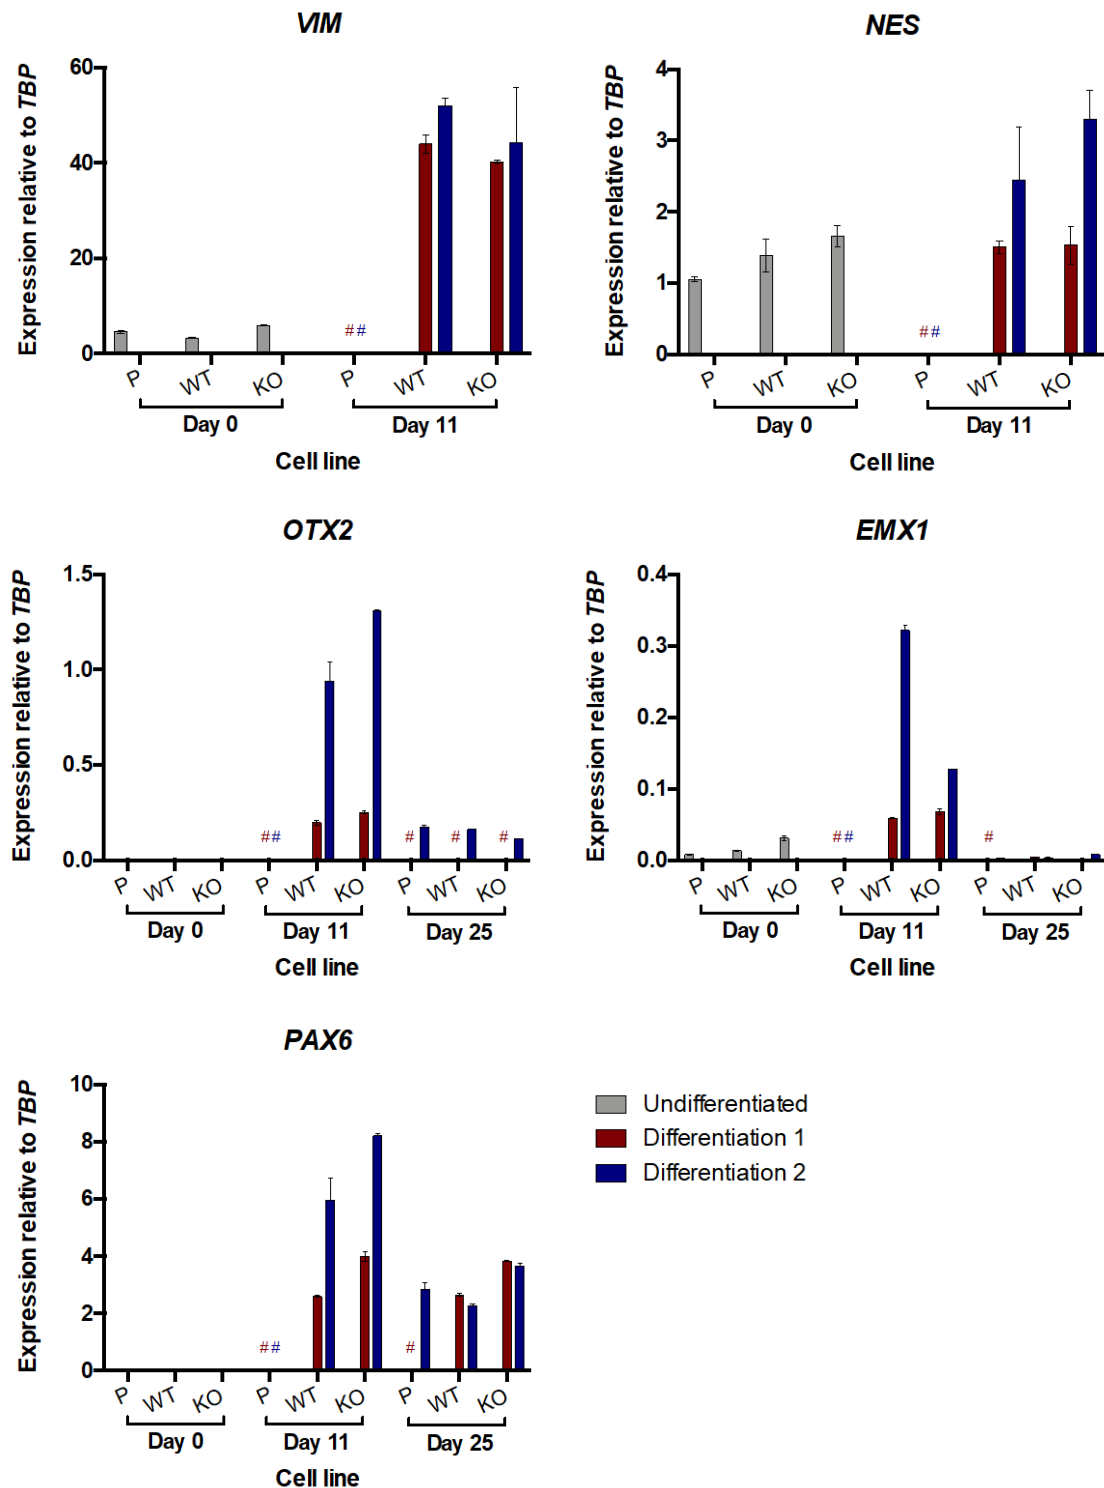 VIM
Expression relative to TBP
60
40
20
0
# #
P WT KO P WT KO
Day 0 Day 11
Cell line
NES
Expression relative to TBP
4
3
2
1
0
# #
P WT KO P WT KO
Day 0 Day 11
Cell line
OTX2
Expression relative to TBP
1.5
1.0
0.5
0.0
# # # # #
P WT KO P WT KO P WT KO
Day 0 Day 11 Day 25
Cell line
EMX1
Expression relative to TBP
0.4
0.3
0.2
0.1
0.0
# # #
P WT KO P WT KO P WT KO
Day 0 Day 11 Day 25
Cell line
PAX6
Expression relative to TBP
10
8
6
4
2
0
# # #
P WT KO P WT KO P WT KO
Day 0 Day 11 Day 25
Cell line
Undifferentiated
Differentiation 1
Differentiation 2